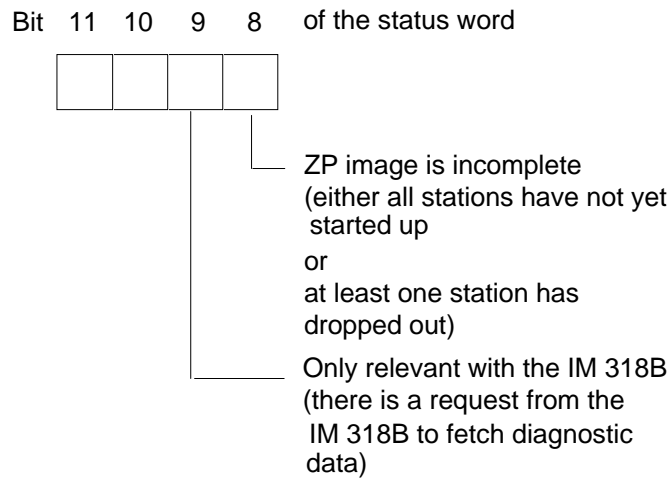 Bit 11 10 9 8 of the status word
ZP image is incomplete
(either all stations have not yet
started up
or
at least one station has
dropped out)
Only relevant with the IM 318B
(there is a request from the
IM 318B to fetch diagnostic
data)